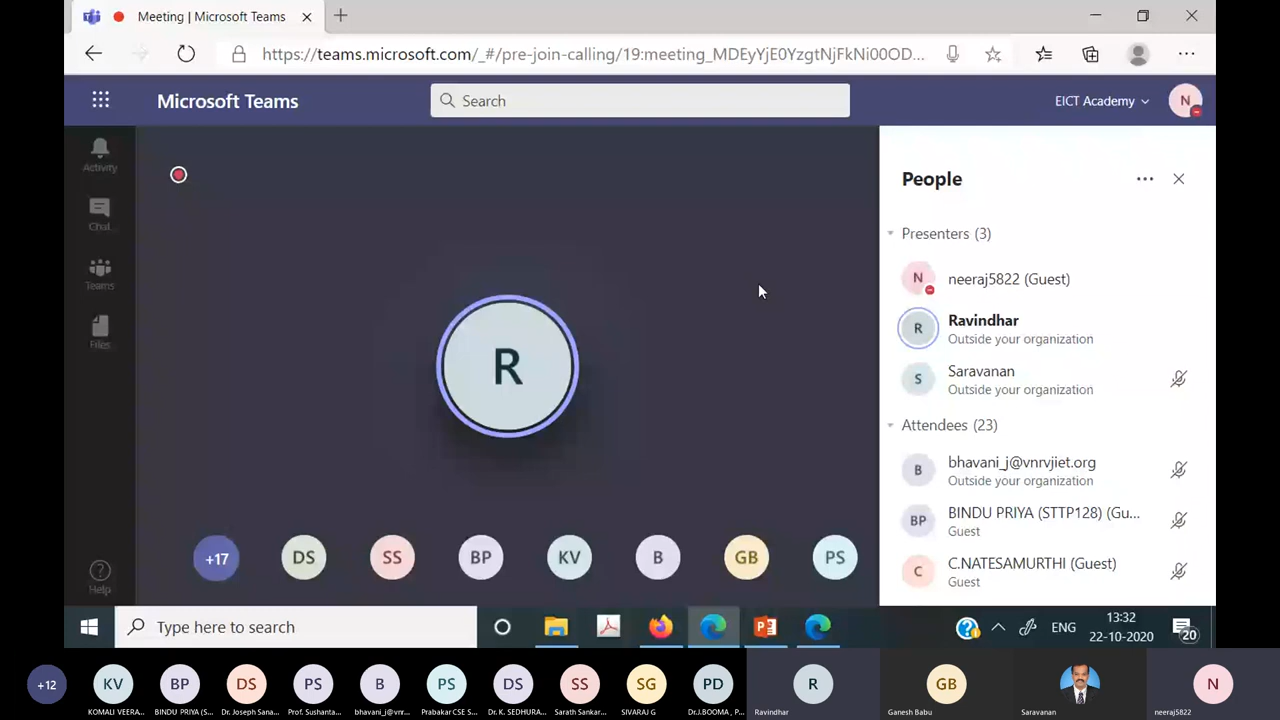 Meeting | Microsoft Teams
https://teams.microsoft.com/_#/pre-join-calling/19:meeting_MDEyYjE0YzgtNjFkNi00OD...
Microsoft Teams
Search
EICT Academy
N
Activity
Chat
Teams
Files
Help
R
+17
DS
SS
BP
KV
B
GB
PS
People
Presenters (3)
N
neeraj5822 (Guest)
R
Ravindhar
Outside your organization
S
Saravanan
Outside your organization
Attendees (23)
B
bhavani_j@vnrvjiet.org
Outside your organization
BP
BINDU PRIYA (STTP128) (Gu...
Guest
C
C.NATESAMURTHI (Guest)
Guest
Type here to search
ENG
13:32
22-10-2020
20
+12
KV
BP
DS
PS
B
PS
DS
SS
SG
PD
R
GB
N
KOMALI VEERA...
BINDU PRIYA (S...
Dr. Joseph Sana...
Prof. Sushanta...
bhavani_j@vnr...
Prabakar CSE S...
Dr. K. SEDHURA...
Sarath Sankar...
SIVARAJ G
Dr.J.BOOMA , P...
Ravindhar
Ganesh Babu
Saravanan
neeraj5822